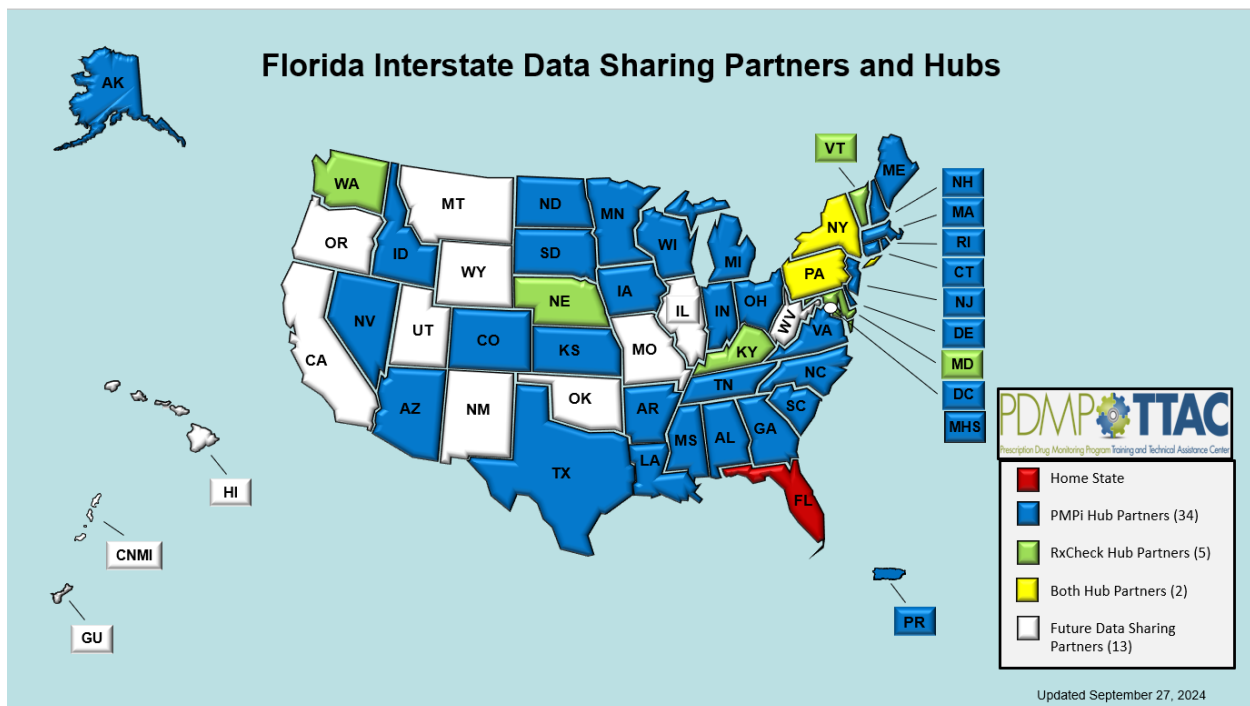 Florida Interstate Data Sharing Partners and Hubs
AK
VT
ME
WA
MT
ND
MN
NH
MA
OR
ID
SD
WI
NY
RI
WY
MI
PA
CT
NE
IA
NJ
NV
UT
CO
IL
IN
OH
WV
VA
DE
CA
KS
MO
KY
MD
AZ
NM
OK
AR
TN
NC
DC
SC
MS
AL
GA
MHS
TX
LA
FL
HI
CNMI
GU
PR
PDMP TTAC
Prescription Drug Monitoring Program Training and Technical Assistance Center
Home State
PMPi Hub Partners (34)
RxCheck Hub Partners (5)
Both Hub Partners (2)
Future Data Sharing
Partners (13)
Updated September 27, 2024